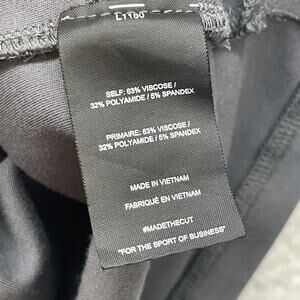 L1160
SELF: 63% VISCOSE /
32% POLYAMIDE / 5% SPANDEX
PRIMAIRE: 63% VISCOSE /
32% POLYAMIDE / 5% SPANDEX
MADE IN VIETNAM
FABRIQUÉ EN VIETNAM
#MADETHECUT
"FOR THE SPORT OF BUSINESS"